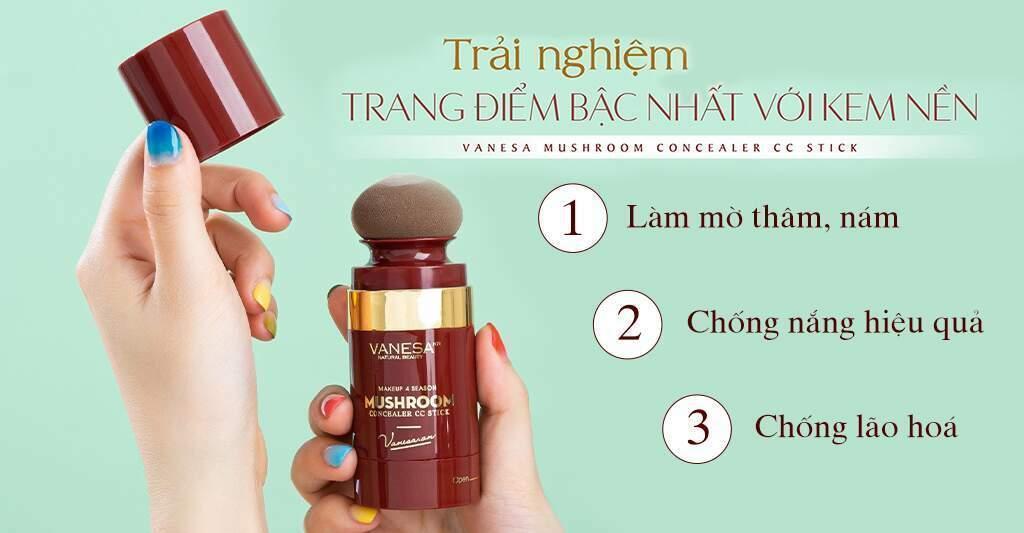 Trải nghiệm
TRANG ĐIỂM BẬC NHẤT VỚI KEM NỀN
VANESA MUSHROOM CONCEALER CC STICK
1 Làm mờ thâm, nám
2 Chống nắng hiệu quả
3 Chống lão hoá
VANESA
NATURAL BEAUTY
MAKEUP 4 SEASON
MUSHROOM
CONCEALER CC STICK
Open